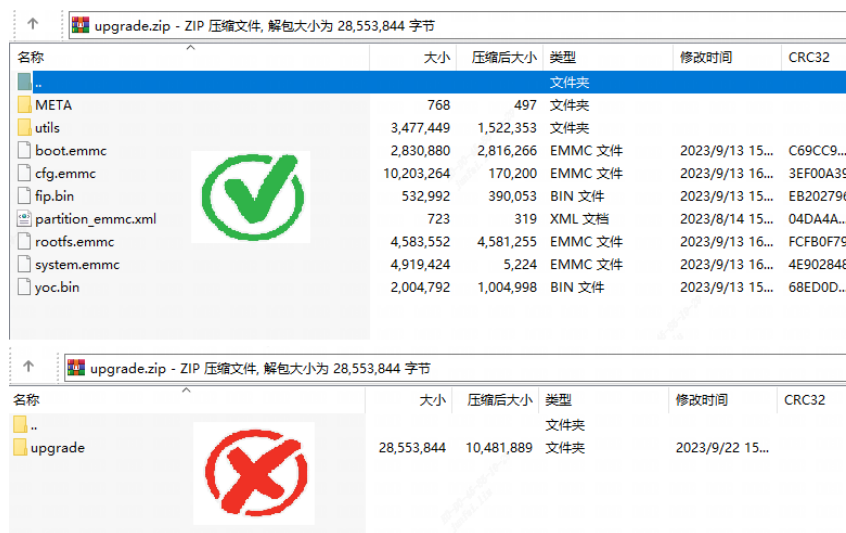 upgrade.zip - ZIP 压缩文件, 解包大小为 28,553,844 字节
名称 大小 压缩后大小 类型 修改时间 CRC32
.. 文件夹
META 768 497 文件夹
utils 3,477,449 1,522,353 文件夹
boot.emmc 2,830,880 2,816,266 EMMC 文件 2023/9/13 15... C69CC9...
cfg.emmc 10,203,264 170,200 EMMC 文件 2023/9/13 16... 3EF00A39
fip.bin 532,992 390,053 BIN 文件 2023/9/13 15... EB202796
partition_emmc.xml 723 319 XML 文档 2023/8/14 15... 04DA4A...
rootfs.emmc 4,583,552 4,581,255 EMMC 文件 2023/9/13 16... FCFB0F79
system.emmc 4,919,424 5,224 EMMC 文件 2023/9/13 16... 4E902848
yoc.bin 2,004,792 1,004,998 BIN 文件 2023/9/13 15... 68ED0D...
upgrade.zip - ZIP 压缩文件, 解包大小为 28,553,844 字节
名称 大小 压缩后大小 类型 修改时间 CRC32
.. 文件夹
upgrade 28,553,844 10,481,889 文件夹 2023/9/22 15...